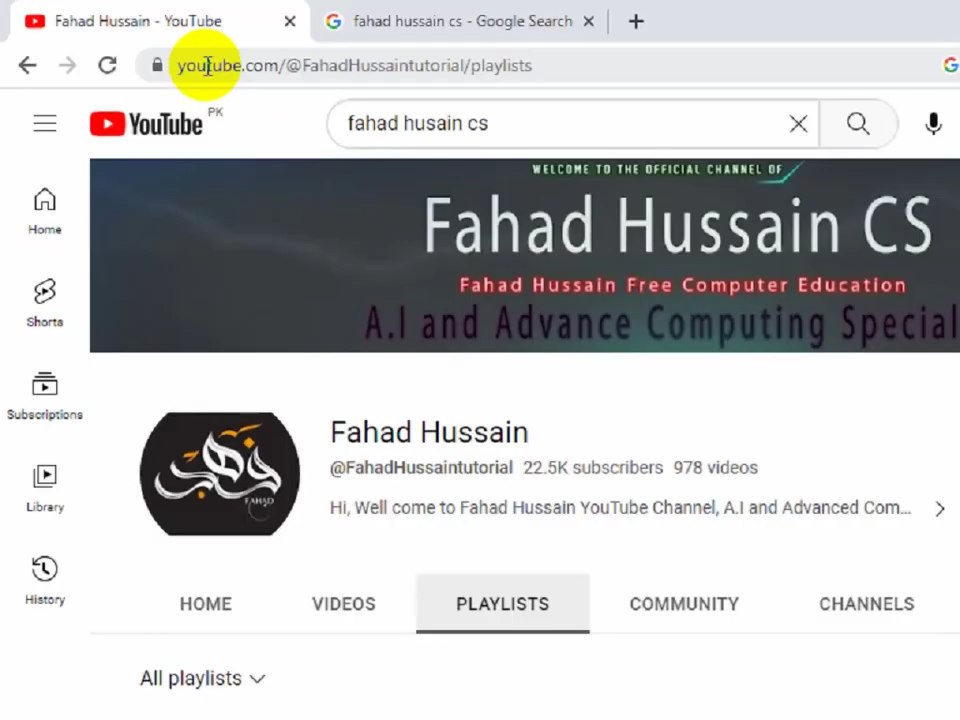 Fahad Hussain - YouTube
fahad hussain cs - Google Search
youtube.com/@FahadHussaintutorial/playlists
YouTube PK
fahad husain cs
WELCOME TO THE OFFICIAL CHANNEL OF
Fahad Hussain CS
Fahad Hussain Free Computer Education
A.I and Advance Computing Special
Home
Shorts
Subscriptions
Library
History
فهد
FAHAD
Fahad Hussain
@FahadHussaintutorial 22.5K subscribers 978 videos
Hi, Well come to Fahad Hussain YouTube Channel, A.I and Advanced Com...
HOME VIDEOS PLAYLISTS COMMUNITY CHANNELS
All playlists